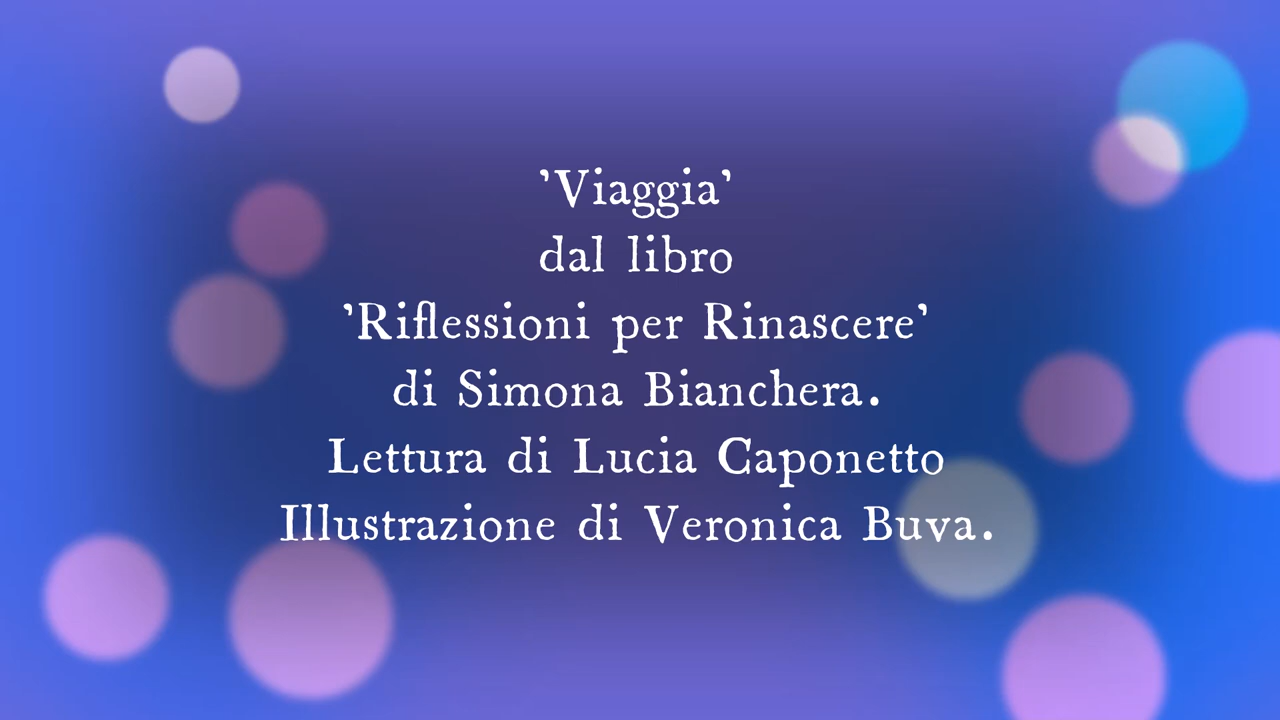 ’Viaggia’
dal libro
’Riflessioni per Rinascere’
di Simona Bianchera.
Lettura di Lucia Caponetto
Illustrazione di Veronica Buva.